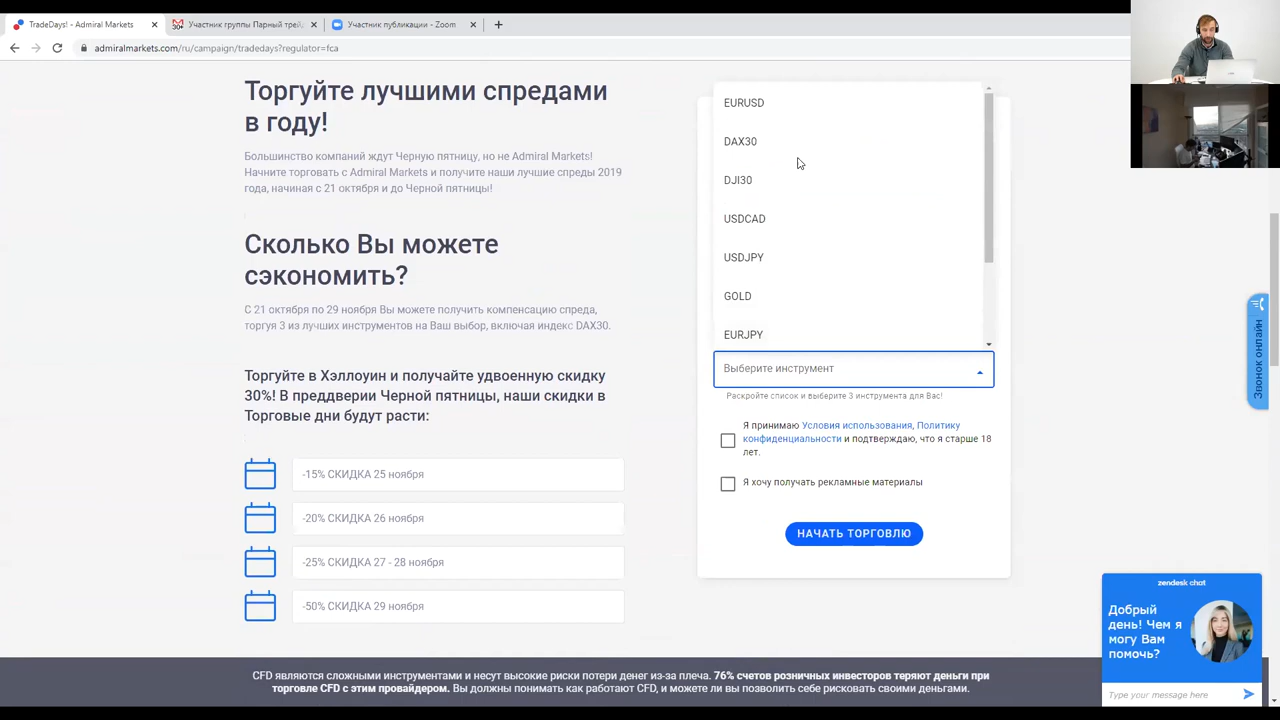 TradeDays! - Admiral Markets
Участник группы Парный трей
Участник публикации - Zoom
admiralmarkets.com/ru/campaign/tradedays?regulator=fca
Торгуйте лучшими спредами
в году!
Большинство компаний ждут Черную пятницу, но не Admiral Markets!
Начните торговать с Admiral Markets и получите наши лучшие спреды 2019
года, начиная с 21 октября и до Черной пятницы!
Сколько Вы можете
сэкономить?
С 21 октября по 29 ноября Вы можете получить компенсацию спреда,
торгуя 3 из лучших инструментов на Ваш выбор, включая индекс DAX30.
Торгуйте в Хэллоуин и получайте удвоенную скидку
30%! В преддверии Черной пятницы, наши скидки в
Торговые дни будут расти:
-15% СКИДКА 25 ноября
-20% СКИДКА 26 ноября
-25% СКИДКА 27 - 28 ноября
-50% СКИДКА 29 ноября
EURUSD
DAX30
DJI30
USDCAD
USDJPY
GOLD
EURJPY
Выберите инструмент
Раскройте список и выберите 3 инструмента для Вас!
Я принимаю Условия использования, Политику
конфиденциальности и подтверждаю, что я старше 18
лет.
Я хочу получать рекламные материалы
НАЧАТЬ ТОРГОВЛЮ
Звонок онлайн
zendesk chat
Добрый
день! Чем я
могу Вам
помочь?
Type your message here
CFD являются сложными инструментами и несут высокие риски потери денег из-за плеча. 76% счетов розничных инвесторов теряют деньги при
торговле CFD с этим провайдером. Вы должны понимать как работают CFD, и можете ли вы позволить себе рисковать своими деньгами.